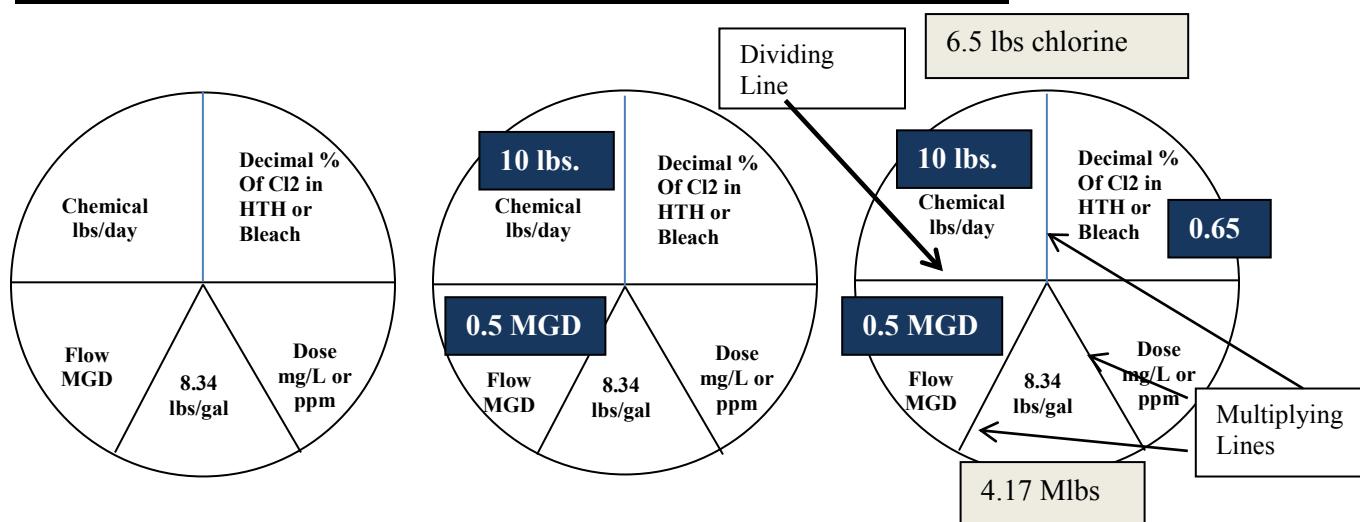 Chemical
lbs/day
Decimal %
Of Cl2 in
HTH or
Bleach
Flow
MGD
8.34
lbs/gal
Dose
mg/L or
ppm
10 lbs.
Chemical
lbs/day
Decimal %
Of Cl2 in
HTH or
Bleach
0.5 MGD
Flow
MGD
8.34
lbs/gal
Dose
mg/L or
ppm
Dividing
Line
6.5 lbs chlorine
10 lbs.
Chemical
lbs/day
Decimal %
Of Cl2 in
HTH or
Bleach
0.65
0.5 MGD
Flow
MGD
8.34
lbs/gal
Dose
mg/L or
ppm
Multiplying
Lines
4.17 Mlbs